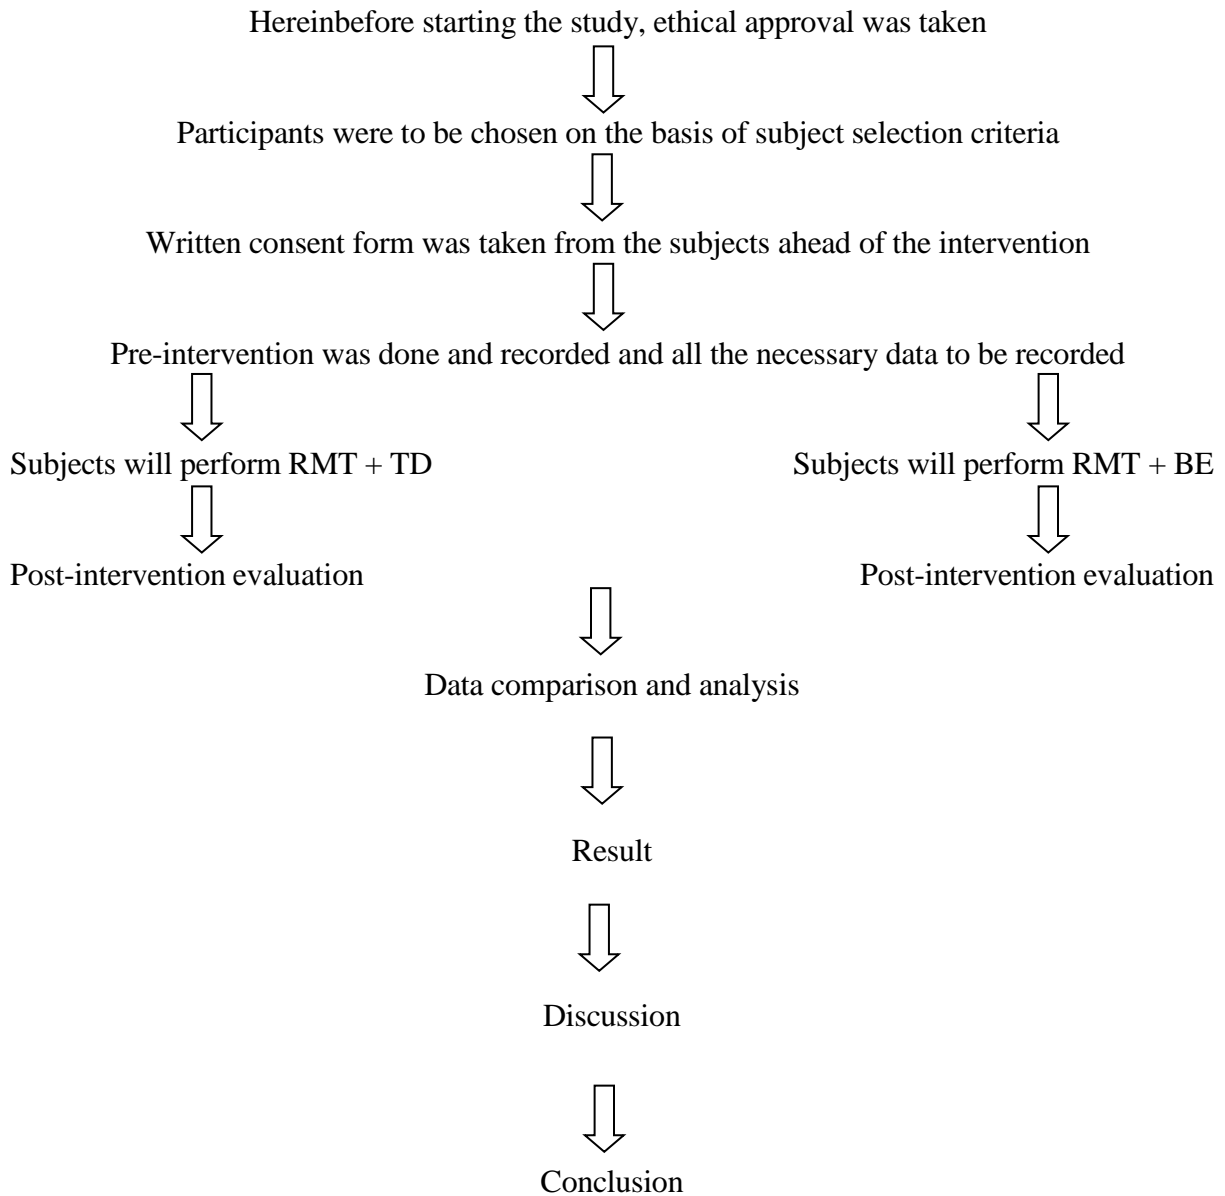 Hereinbefore starting the study, ethical approval was taken
Participants were to be chosen on the basis of subject selection criteria
Written consent form was taken from the subjects ahead of the intervention
Pre-intervention was done and recorded and all the necessary data to be recorded
Subjects will perform RMT + TD
Subjects will perform RMT + BE
Post-intervention evaluation
Post-intervention evaluation
Data comparison and analysis
Result
Discussion
Conclusion